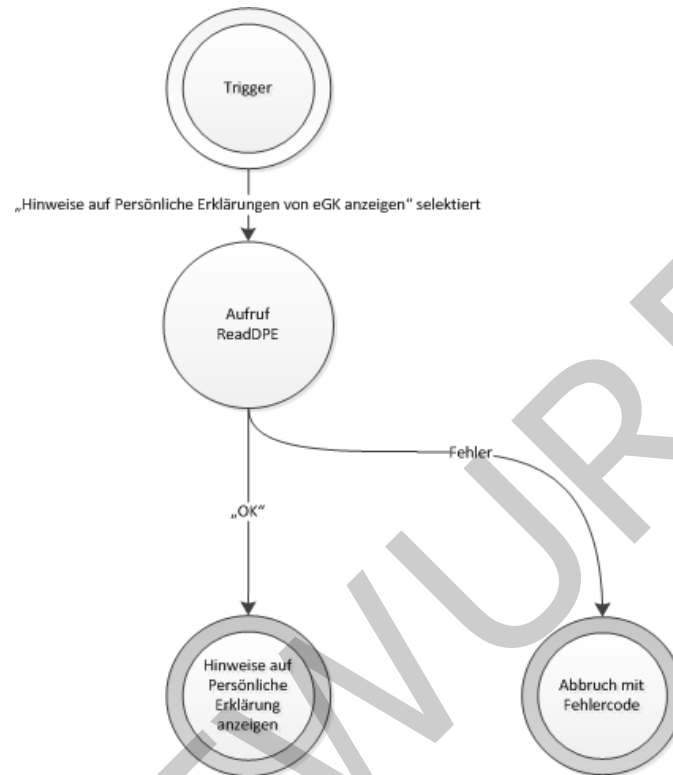 Trigger
„Hinweise auf Persönliche Erklärungen von eGK anzeigen“ selektiert
Aufruf
ReadDPE
Fehler
„OK“
Hinweise auf
Persönliche
Erklärung
anzeigen
Abbruch mit
Fehlercode